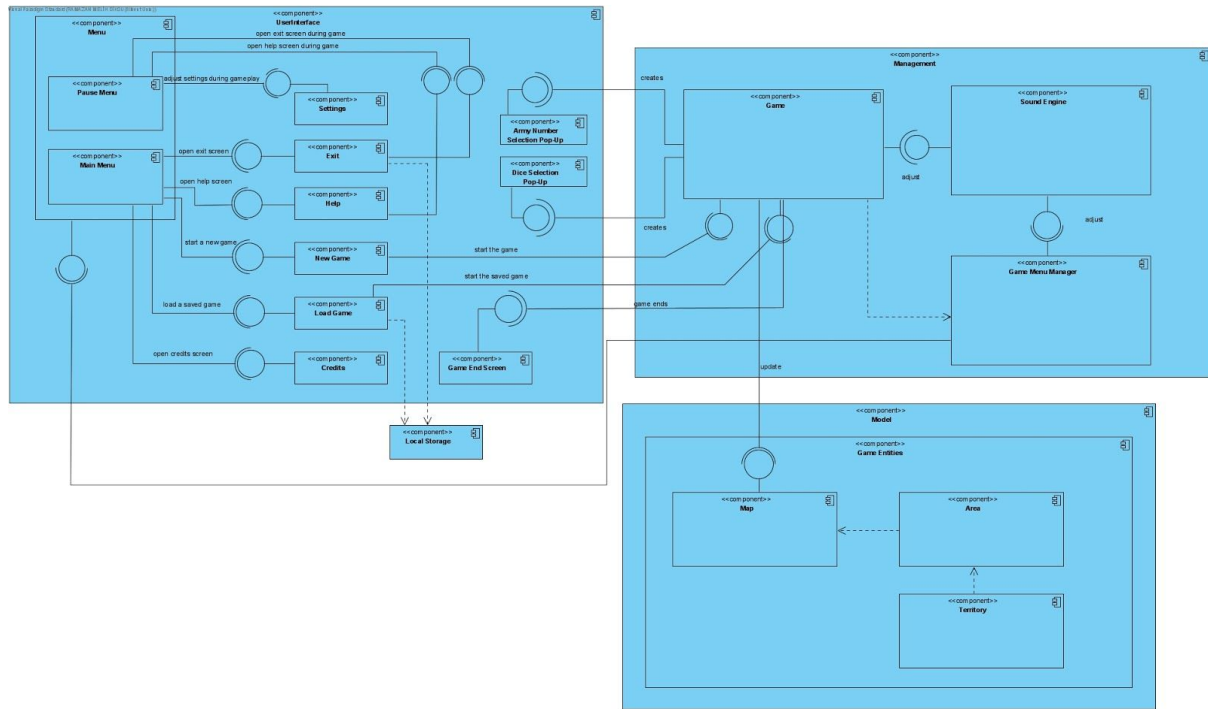 <<component>>
UserInterface
<<component>>
Menu
open exit screen during game
open help screen during game
<<component>>
Pause Menu
adjust settings during gameplay
<<component>>
Settings
<<component>>
Army Number
Selection Pop-Up
<<component>>
Main Menu
open exit screen
<<component>>
Exit
<<component>>
Dice Selection
Pop-Up
open help screen
<<component>>
Help
start a new game
<<component>>
New Game
start the game
start the saved game
load a saved game
<<component>>
Load Game
game ends
open credits screen
<<component>>
Credits
<<component>>
Game End Screen
<<component>>
Local Storage
<<component>>
Management
creates
<<component>>
Game
<<component>>
Sound Engine
adjust
creates
adjust
<<component>>
Game Menu Manager
update
<<component>>
Model
<<component>>
Game Entities
<<component>>
Map
<<component>>
Area
<<component>>
Territory